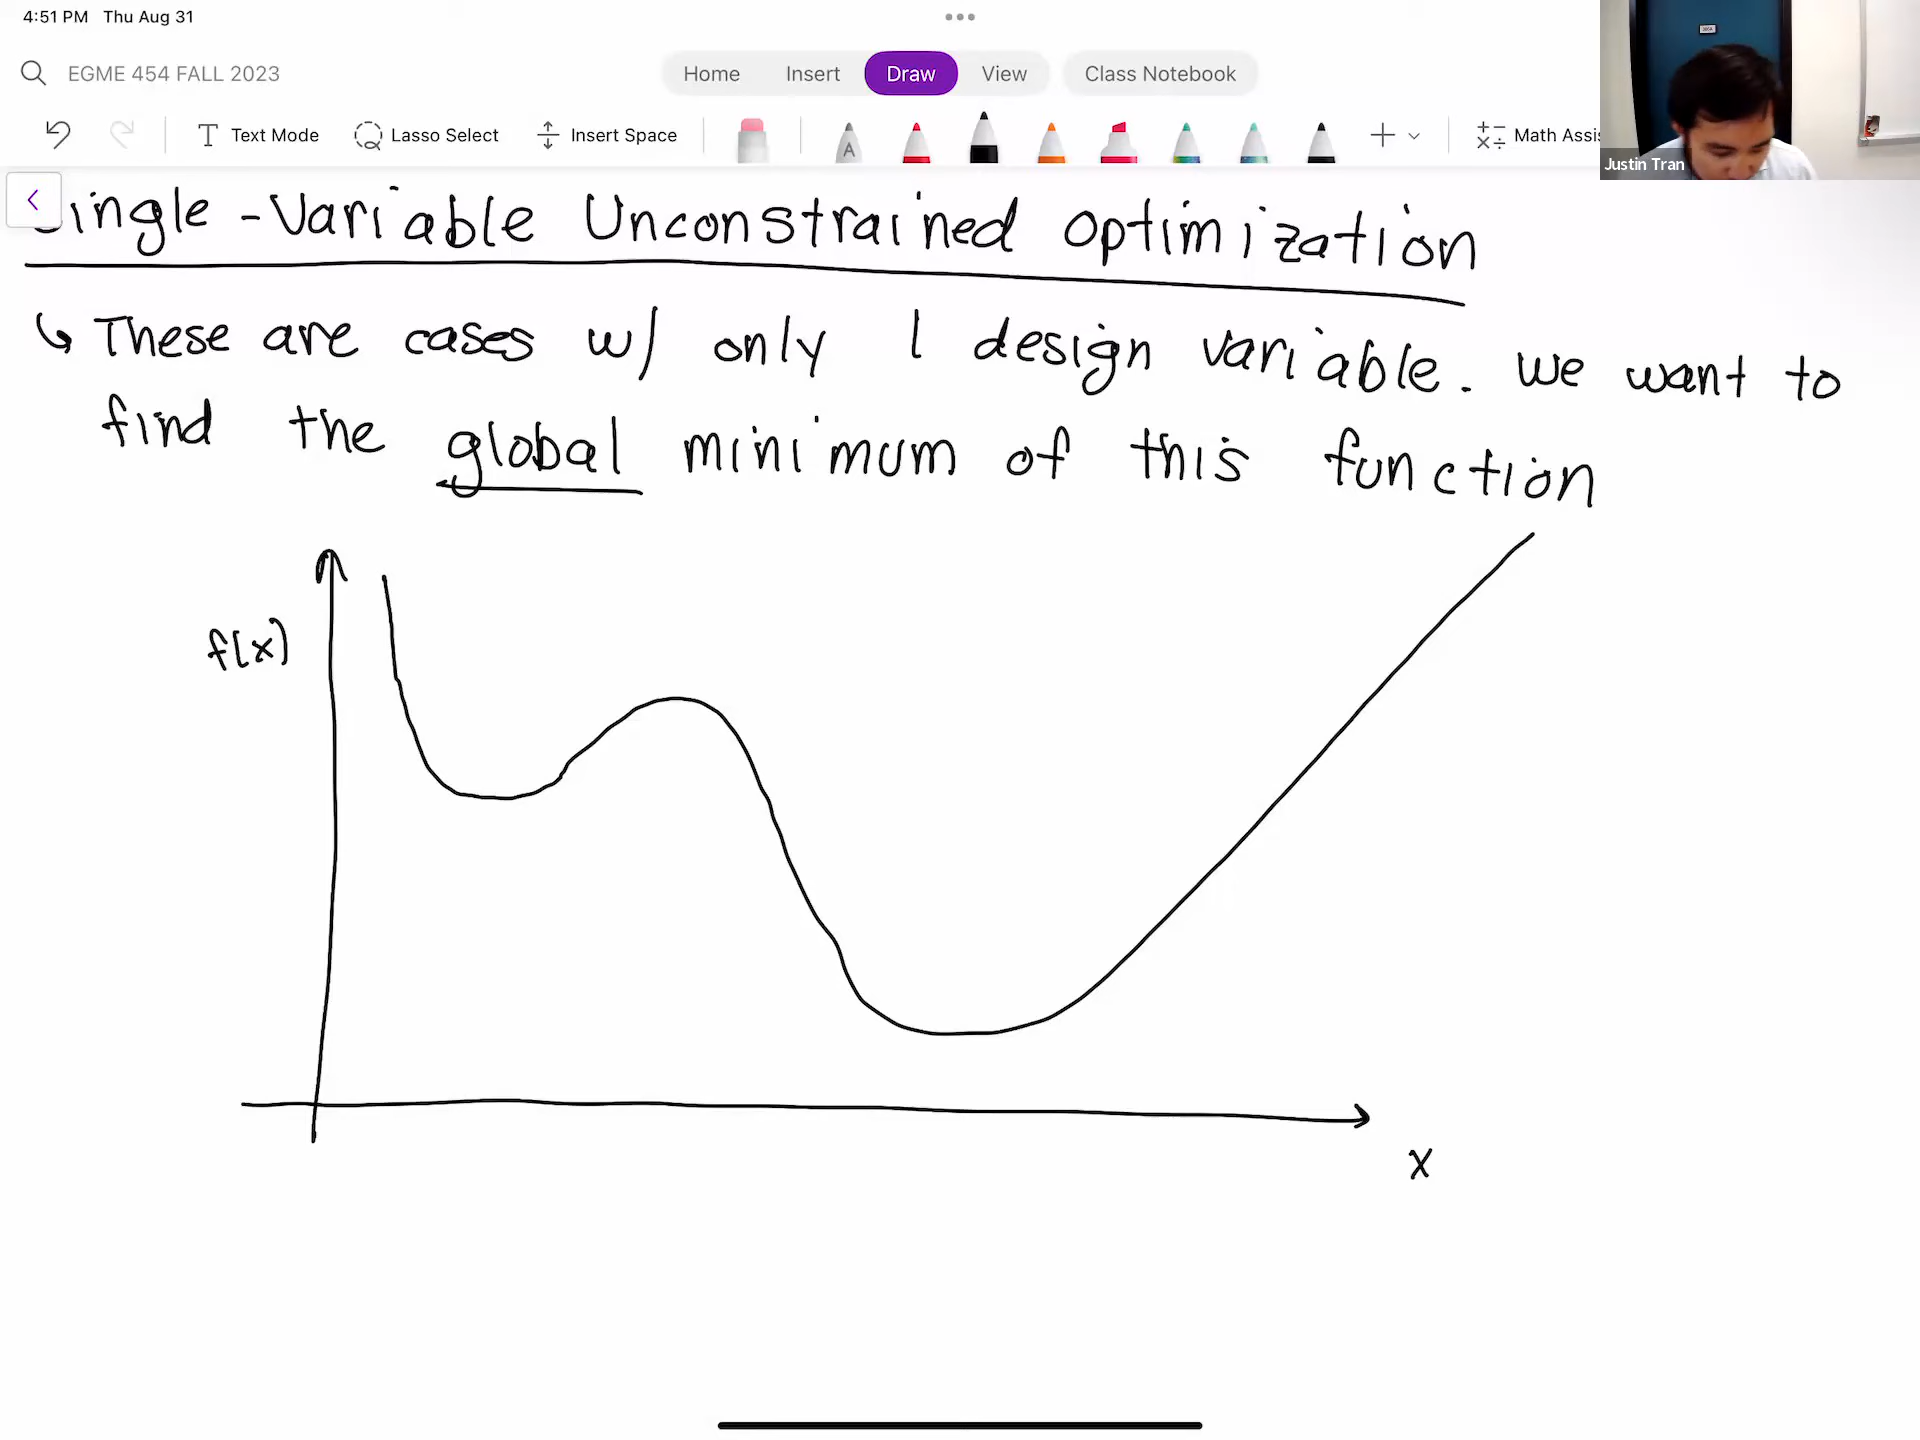 4:51 PM Thu Aug 31
EGME 454 FALL 2023
Home Insert Draw View Class Notebook
Text Mode Lasso Select Insert Space A Math Assis
Justin Tran
Single-Variable Unconstrained Optimization
These are cases w/ only 1 design variable. We want to
find the global minimum of this function
f(x)
x